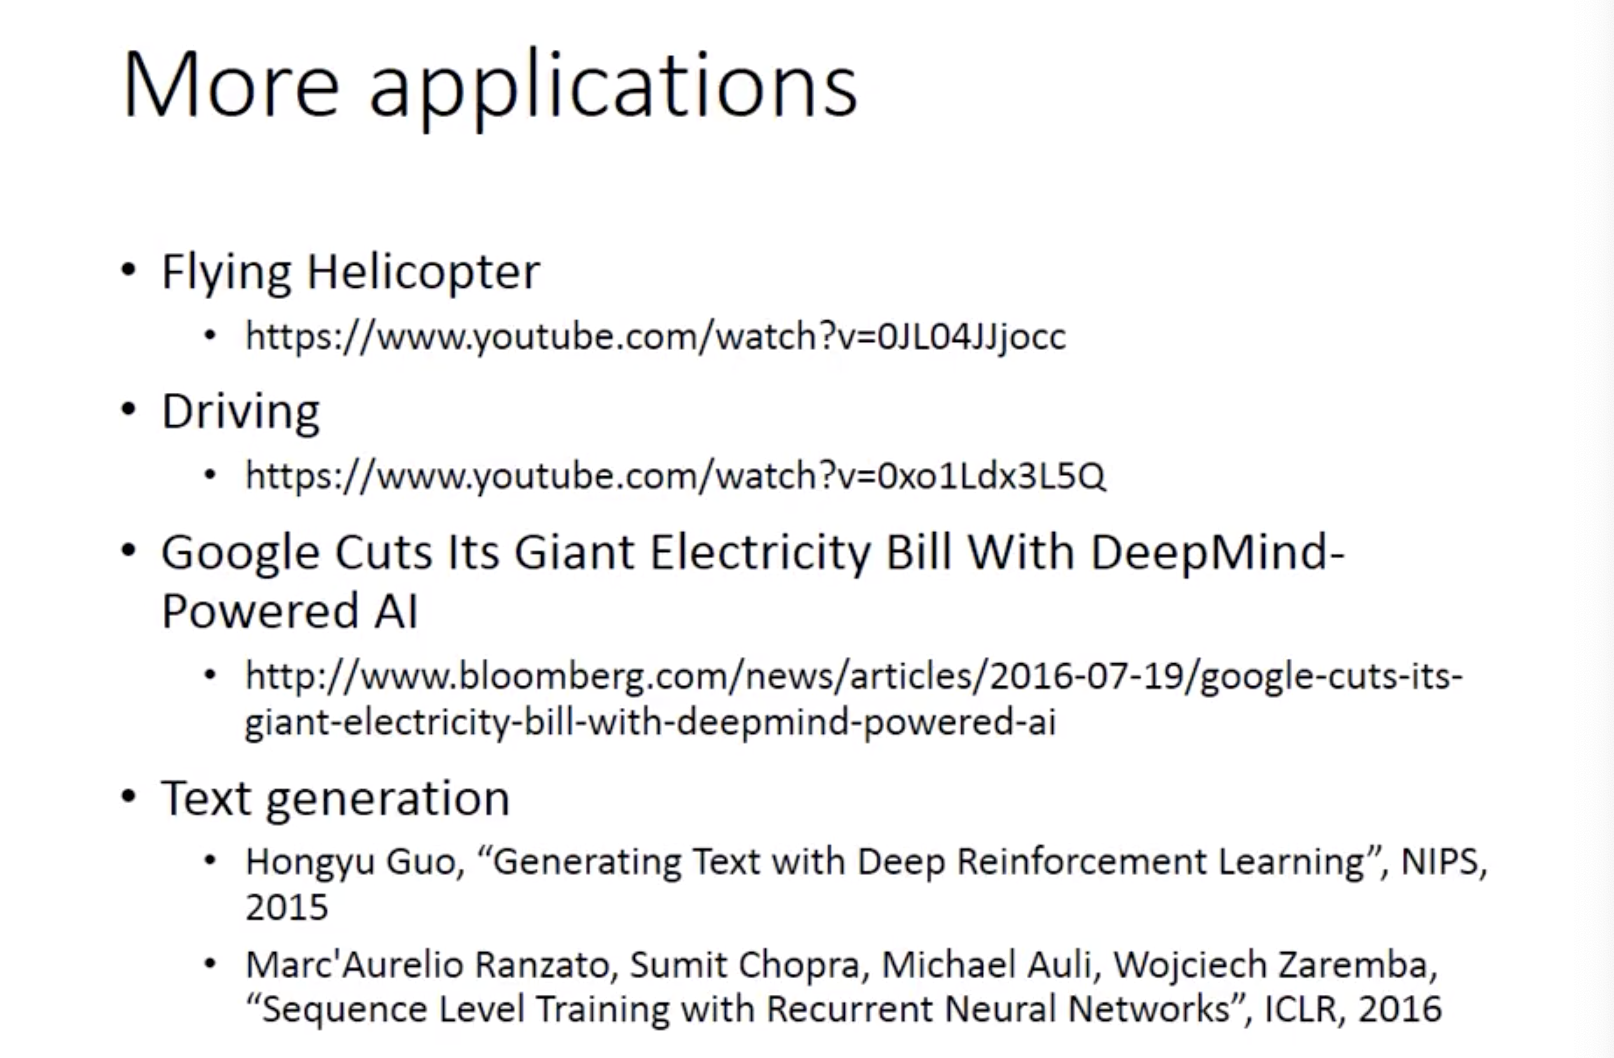 More applications
• Flying Helicopter
• https://www.youtube.com/watch?v=0JL04JJjocc
• Driving
• https://www.youtube.com/watch?v=0xo1Ldx3L5Q
• Google Cuts Its Giant Electricity Bill With DeepMind-
Powered AI
• http://www.bloomberg.com/news/articles/2016-07-19/google-cuts-its-
giant-electricity-bill-with-deepmind-powered-ai
• Text generation
• Hongyu Guo, “Generating Text with Deep Reinforcement Learning”, NIPS,
2015
• Marc'Aurelio Ranzato, Sumit Chopra, Michael Auli, Wojciech Zaremba,
“Sequence Level Training with Recurrent Neural Networks”, ICLR, 2016